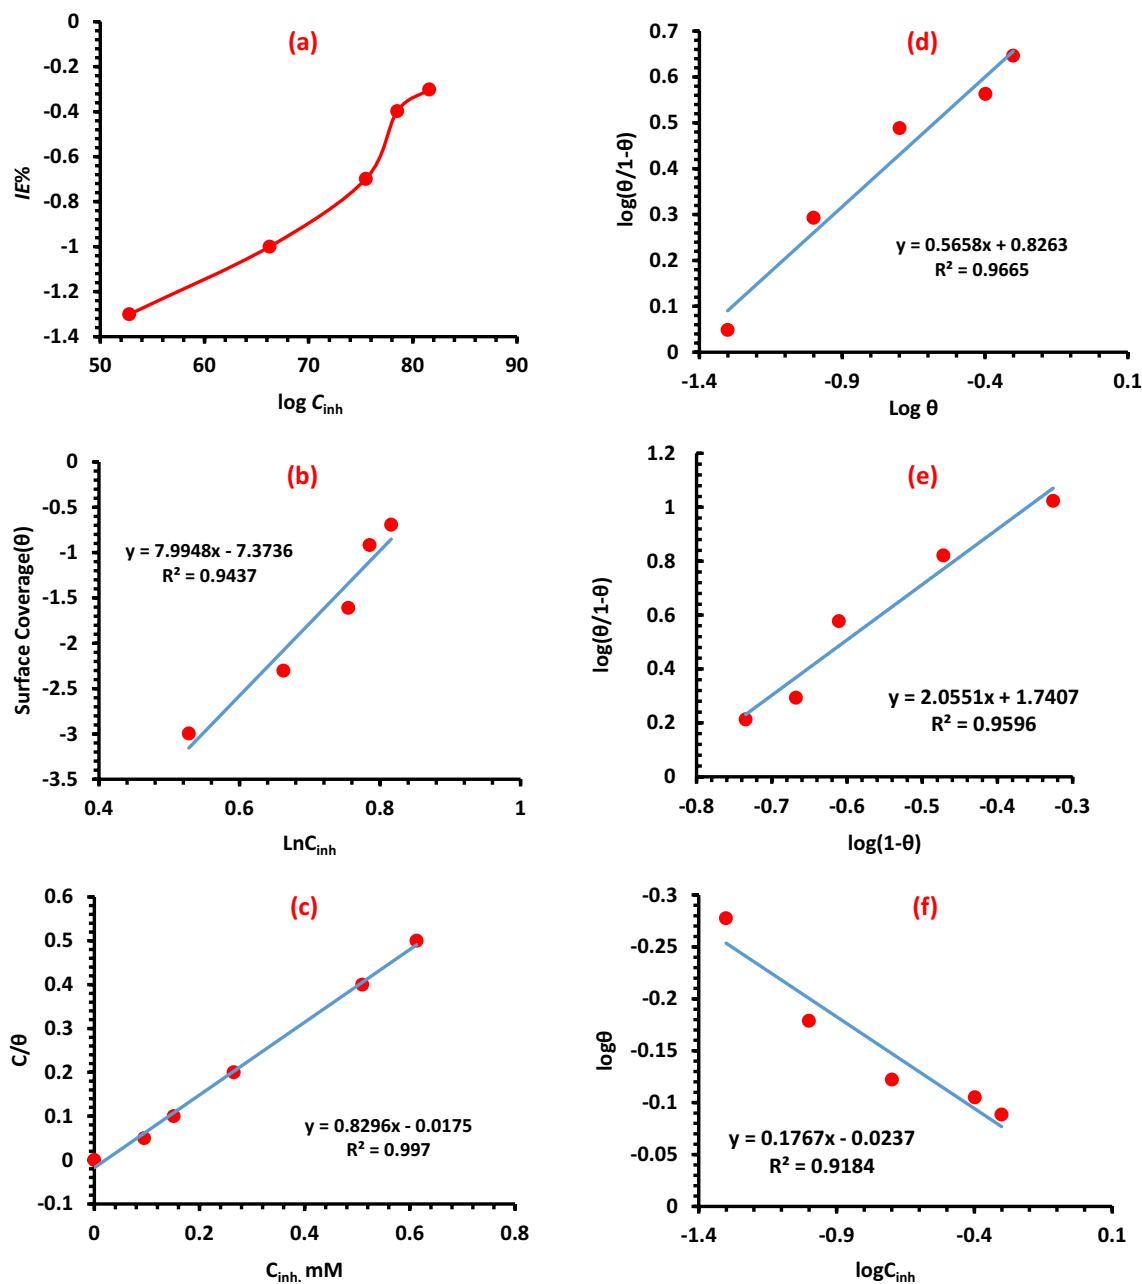 (a)
0
-0.2
-0.4
-0.6
-0.8
-1
-1.2
-1.4
IE%
50
60
70
80
90
log Cinh
(d)
0.7
0.6
0.5
0.4
0.3
0.2
0.1
0
log(θ/1-θ)
y = 0.5658x + 0.8263
R² = 0.9665
-1.4
-0.9
-0.4
0.1
Log θ
(b)
0
-0.5
-1
-1.5
-2
-2.5
-3
-3.5
Surface Coverage(θ)
y = 7.9948x - 7.3736
R² = 0.9437
0.4
0.6
0.8
1
LnCinh
(e)
1.2
1
0.8
0.6
0.4
0.2
0
log(θ/1-θ)
y = 2.0551x + 1.7407
R² = 0.9596
-0.8
-0.7
-0.6
-0.5
-0.4
-0.3
log(1-θ)
(c)
0.6
0.5
0.4
0.3
0.2
0.1
0
-0.1
C/θ
y = 0.8296x - 0.0175
R² = 0.997
0
0.2
0.4
0.6
0.8
Cinh, mM
(f)
-0.3
-0.25
-0.2
-0.15
-0.1
-0.05
0
logθ
y = 0.1767x - 0.0237
R² = 0.9184
-1.4
-0.9
-0.4
0.1
logCinh